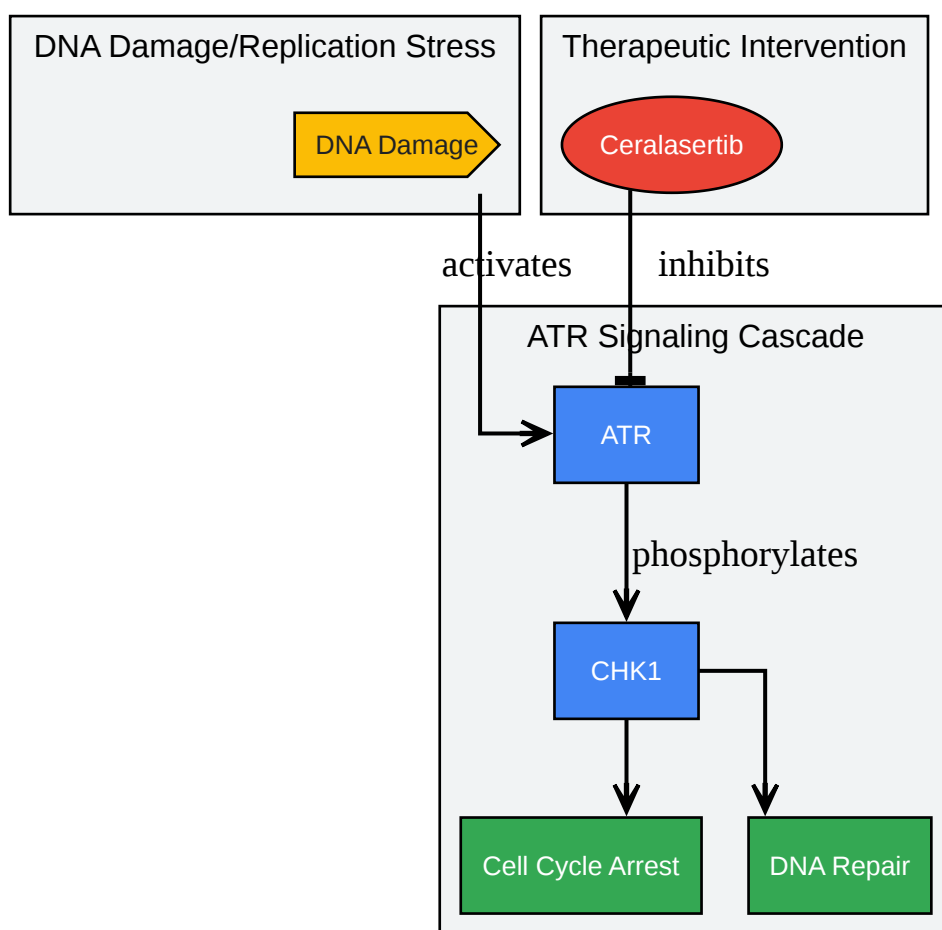 DNA Damage/Replication Stress
Therapeutic Intervention
DNA Damage
Ceralasertib
activates
inhibits
ATR Signaling Cascade
ATR
phosphorylates
CHK1
Cell Cycle Arrest
DNA Repair